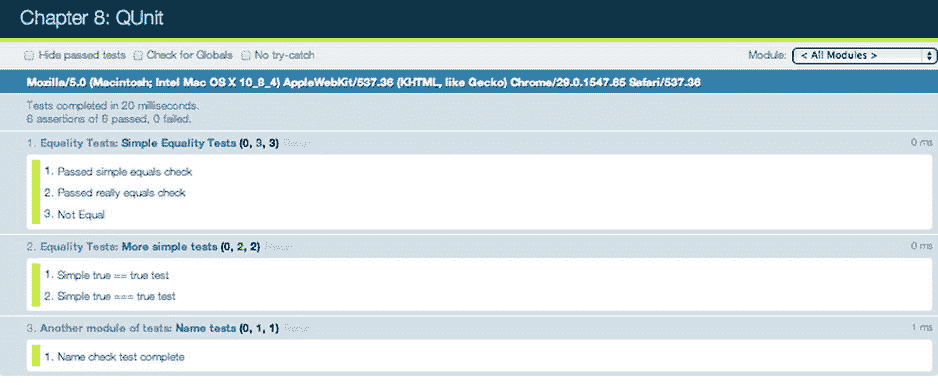 Chapter 8: QUnit
Hide passed tests Check for Globals No try-catch Module: < All Modules >
Mozilla/5.0 (Macintosh; Intel Mac OS X 10_8_4) AppleWebKit/537.36 (KHTML, like Gecko) Chrome/29.0.1547.65 Safari/537.36
Tests completed in 20 milliseconds.
6 assertions of 6 passed, 0 failed.
1. Equality Tests: Simple Equality Tests (0, 3, 3) Rerun 0 ms
1. Passed simple equals check
2. Passed really equals check
3. Not Equal
2. Equality Tests: More simple tests (0, 2, 2) Rerun 0 ms
1. Simple true == true test
2. Simple true === true test
3. Another module of tests: Name tests (0, 1, 1) Rerun 1 ms
1. Name check test complete